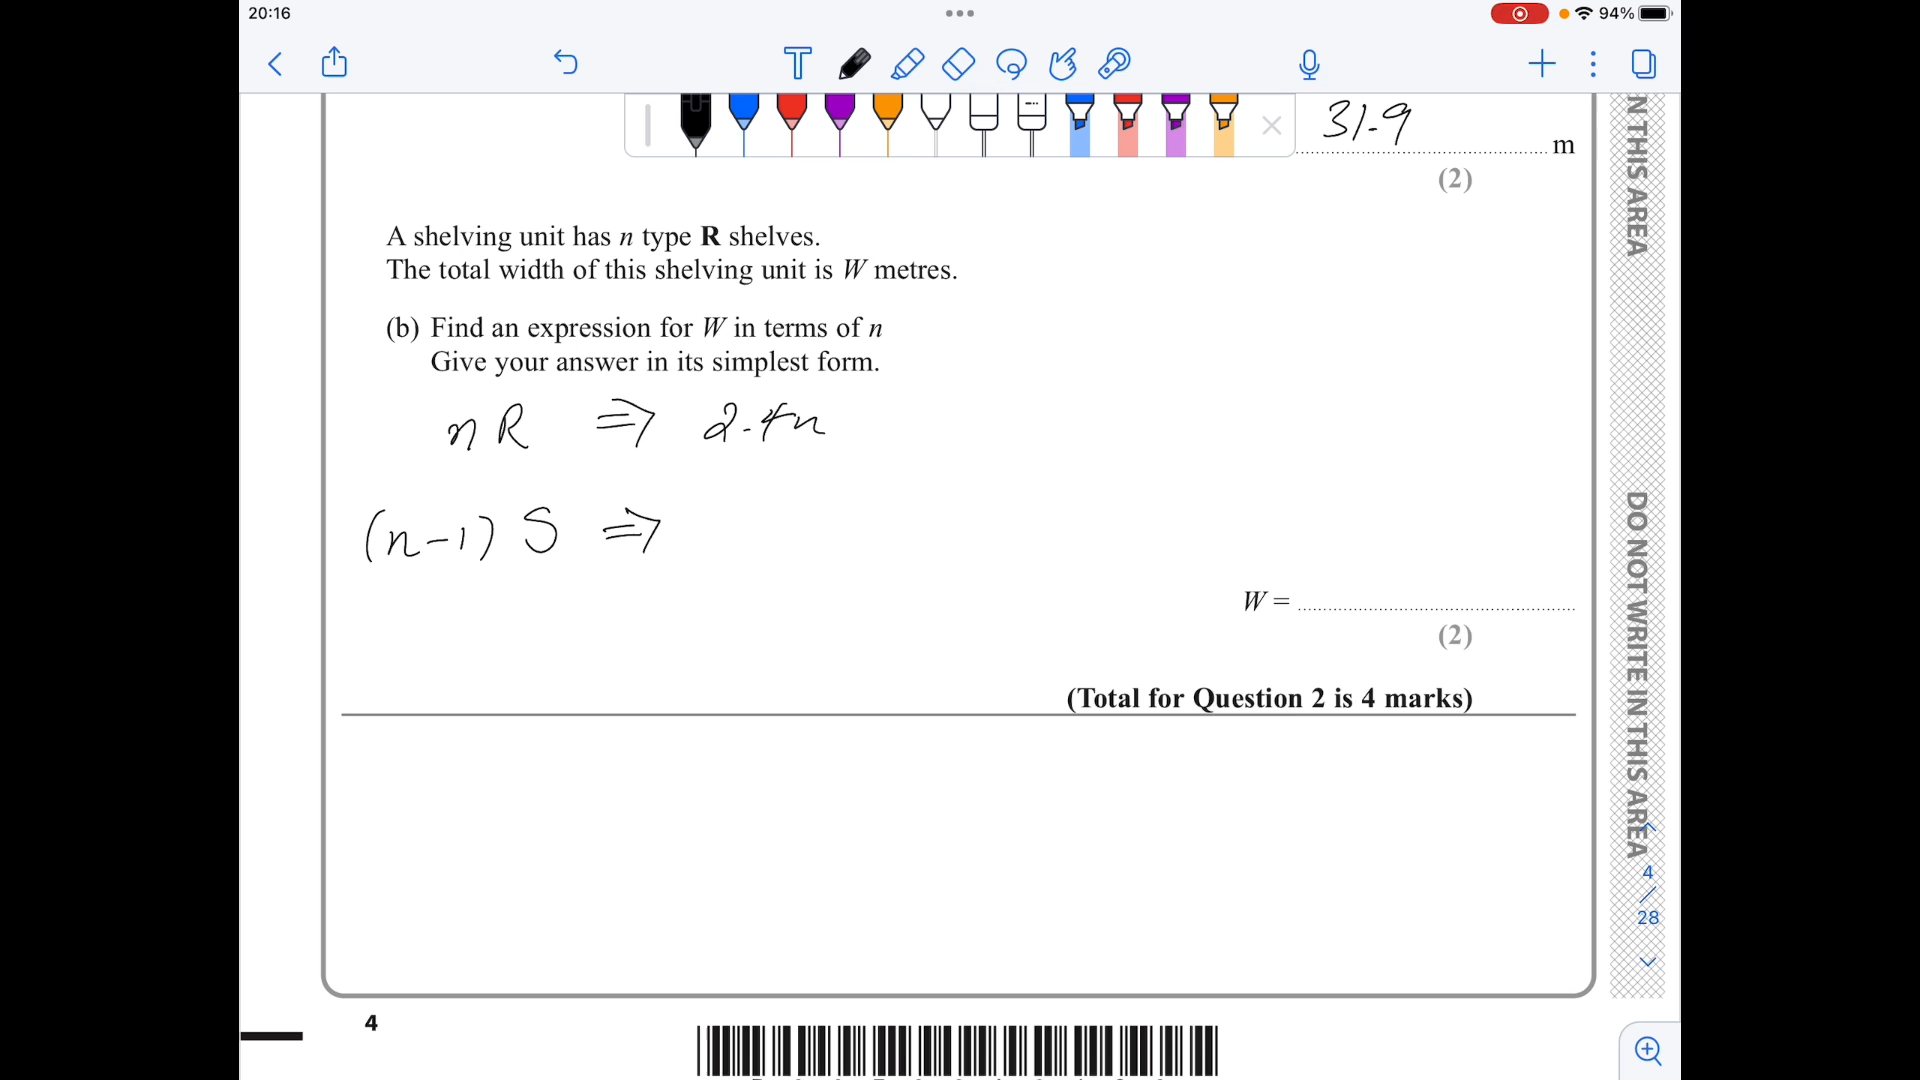 20:16
94%
31.9
m
(2)
N THIS AREA
A shelving unit has n type R shelves.
The total width of this shelving unit is W metres.
(b) Find an expression for W in terms of n
Give your answer in its simplest form.
nR ⇒ 2.4n
(n-1) S ⇒
W =
(2)
(Total for Question 2 is 4 marks)
DO NOT WRITE IN THIS AREA
4
/
28
4